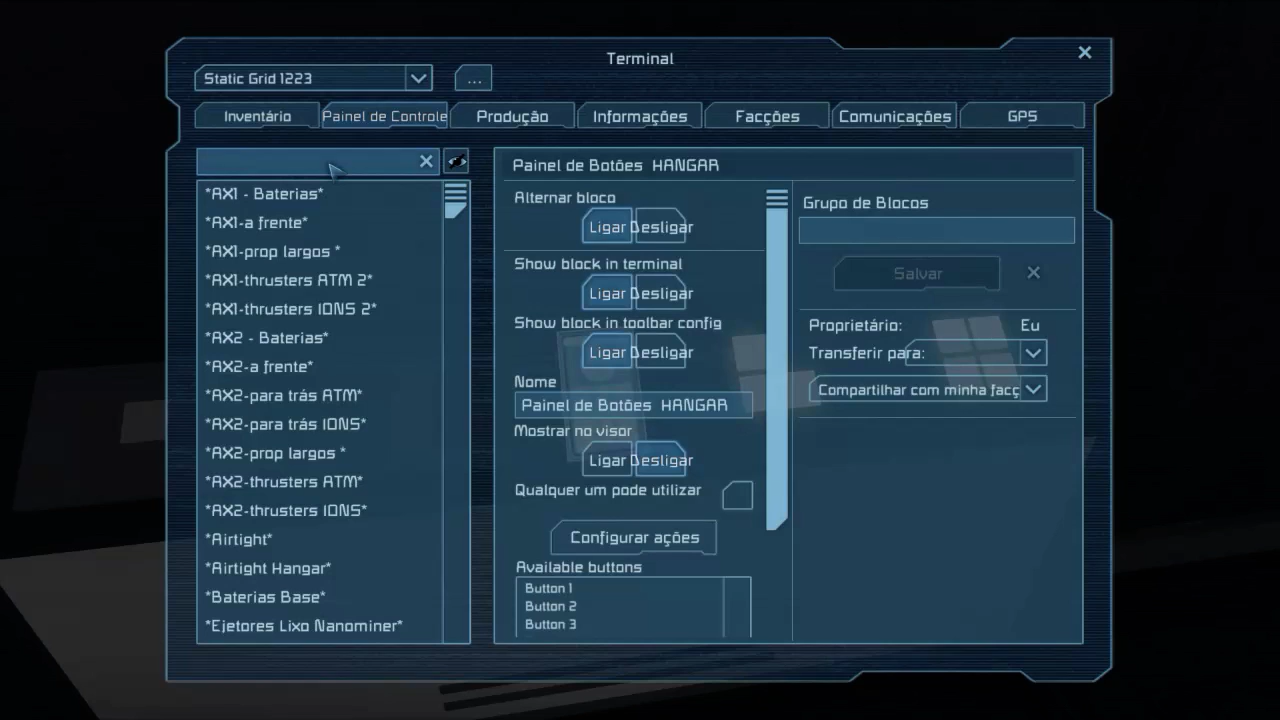 Terminal
Static Grid 1223
...
Inventário
Painel de Controle
Produção
Informações
Facções
Comunicações
GPS
*AX1 - Baterias*
*AX1-a frente*
*AX1-prop largos *
*AX1-thrusters ATM 2*
*AX1-thrusters IONS 2*
*AX2 - Baterias*
*AX2-a frente*
*AX2-para trás ATM*
*AX2-para trás IONS*
*AX2-prop largos *
*AX2-thrusters ATM*
*AX2-thrusters IONS*
*Airtight*
*Airtight Hangar*
*Baterias Base*
*Ejetores Lixo Nanominer*
Painel de Botões  HANGAR
Alternar bloco
Ligar Desligar
Show block in terminal
Ligar Desligar
Show block in toolbar config
Ligar Desligar
Nome
Painel de Botões  HANGAR
Mostrar no visor
Ligar Desligar
Qualquer um pode utilizar
Configurar ações
Available buttons
Button 1
Button 2
Button 3
Grupo de Blocos
Salvar
Proprietário: Eu
Transferir para:
Compartilhar com minha facç